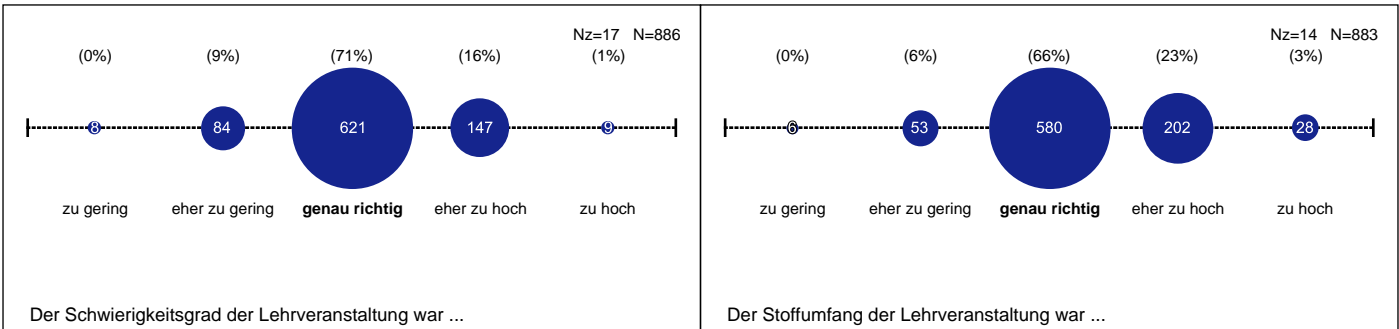 Nz=17 N=886
(0%) (9%) (71%) (16%) (1%)
8 84 621 147 9
zu gering eher zu gering genau richtig eher zu hoch zu hoch
Der Schwierigkeitsgrad der Lehrveranstaltung war ...
Nz=14 N=883
(0%) (6%) (66%) (23%) (3%)
6 53 580 202 28
zu gering eher zu gering genau richtig eher zu hoch zu hoch
Der Stoffumfang der Lehrveranstaltung war ...